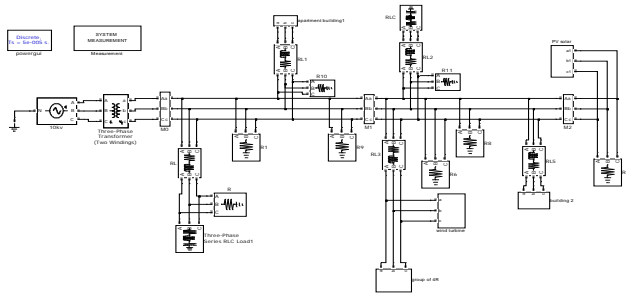 Discrete,
Ts = 5e-005 s
powergui
SYSTEM
MEASUREMENT
Measurement
apartment building1
RLC
PV solar
RL1
RL2
R10
R11
10kv
Three-Phase
Transformer
(Two Windings)
M0
M1
M2
R1
R9
R8
RL
RL3
R6
RL5
R
building 2
R
wind turbine
Three-Phase
Series RLC Load1
group of 4R